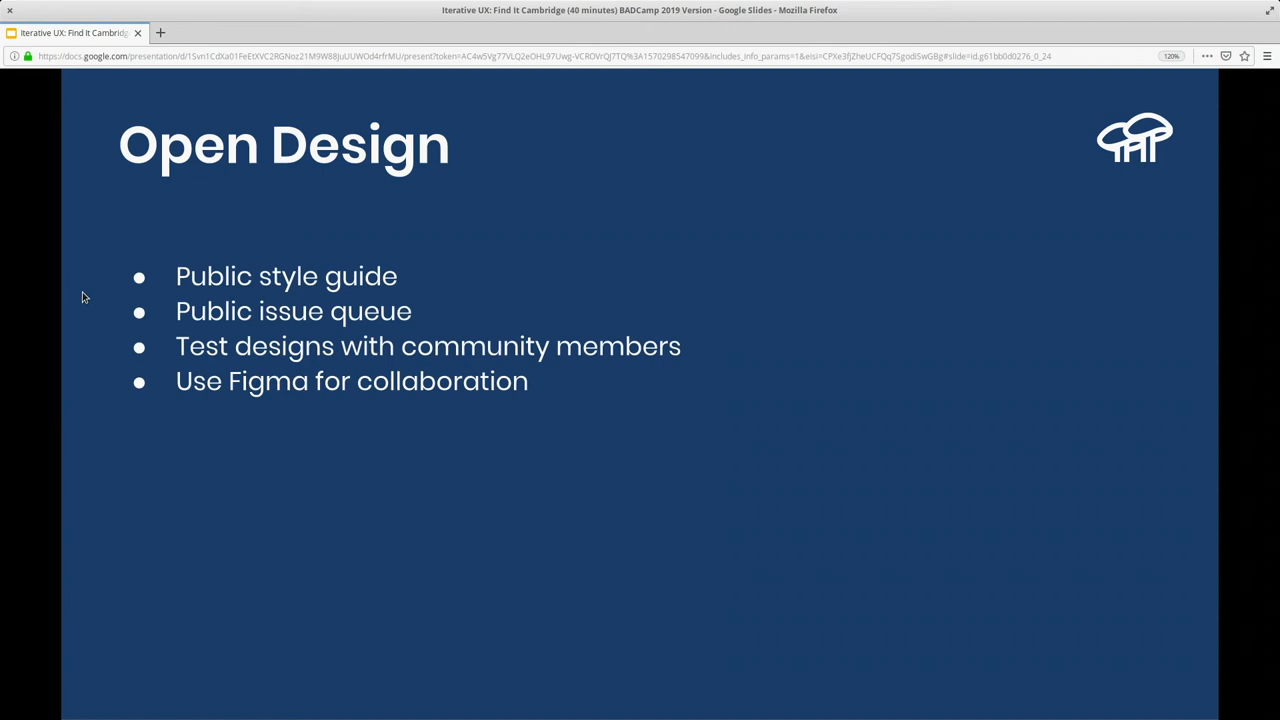 Iterative UX: Find It Cambridge (40 minutes) BADCamp 2019 Version - Google Slides - Mozilla Firefox
Iterative UX: Find It Cambridg
120%
Open Design
● Public style guide
● Public issue queue
● Test designs with community members
● Use Figma for collaboration